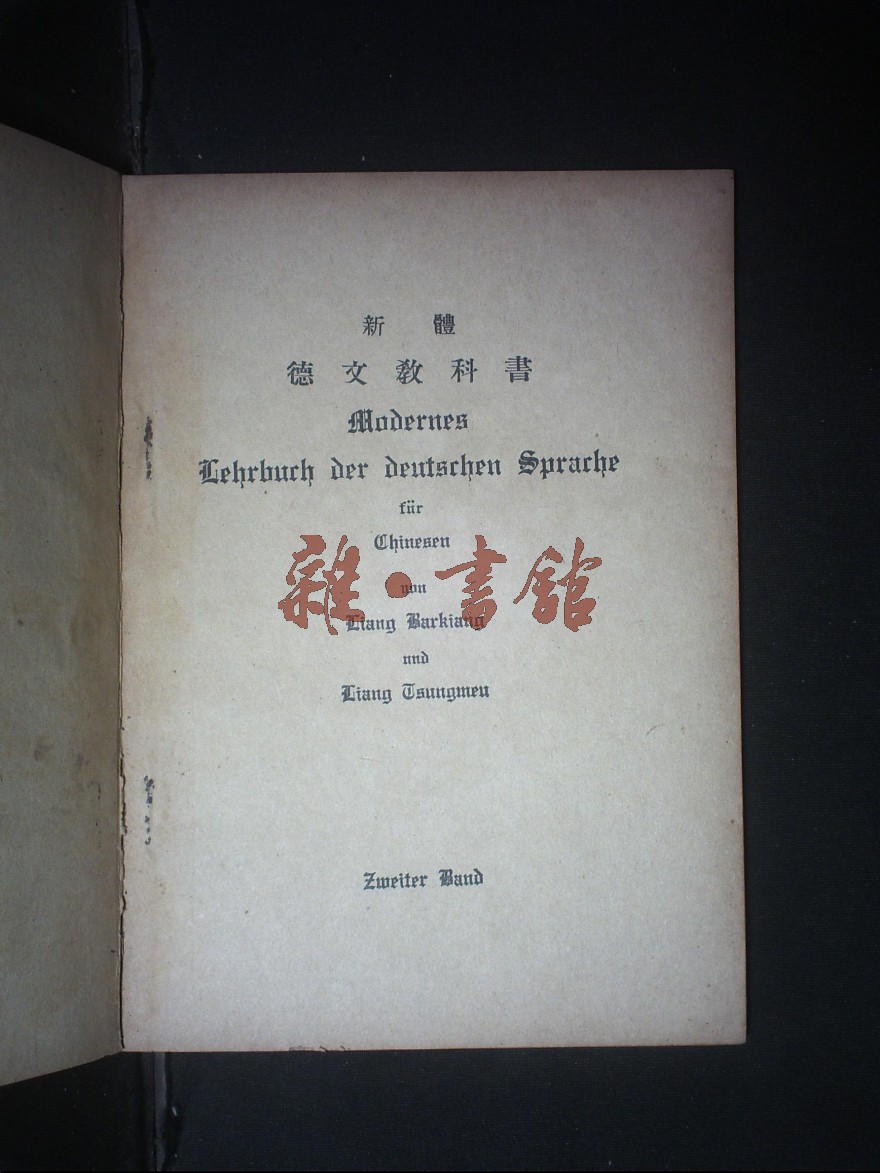 新體
德文教科書
Modernes
Lehrbuch der deutschen Sprache
für
Chinesen
von
Liang Barkiang
und
Liang Tsungmeu
雜·書館
Zweiter Band